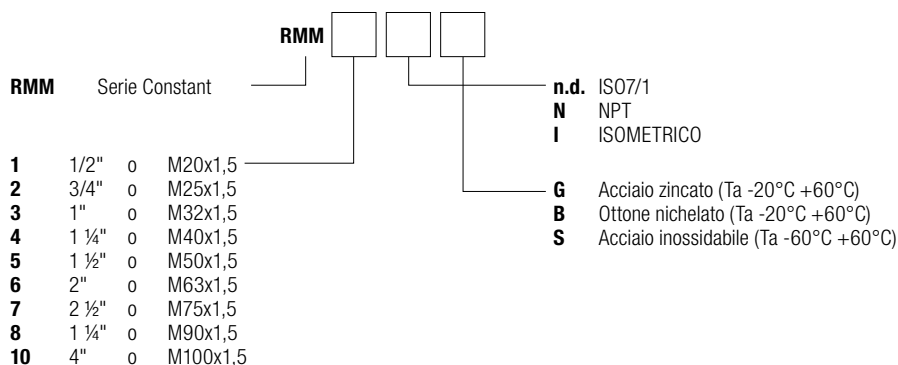 RMM
RMM Serie Constant
n.d. ISO7/1
N NPT
I ISOMETRICO
1 1/2" o M20x1,5
2 3/4" o M25x1,5
3 1" o M32x1,5
4 1 ¼" o M40x1,5
5 1 ½" o M50x1,5
6 2" o M63x1,5
7 2 ½" o M75x1,5
8 1 ¼" o M90x1,5
10 4" o M100x1,5
G Acciaio zincato (Ta -20°C +60°C)
B Ottone nichelato (Ta -20°C +60°C)
S Acciaio inossidabile (Ta -60°C +60°C)